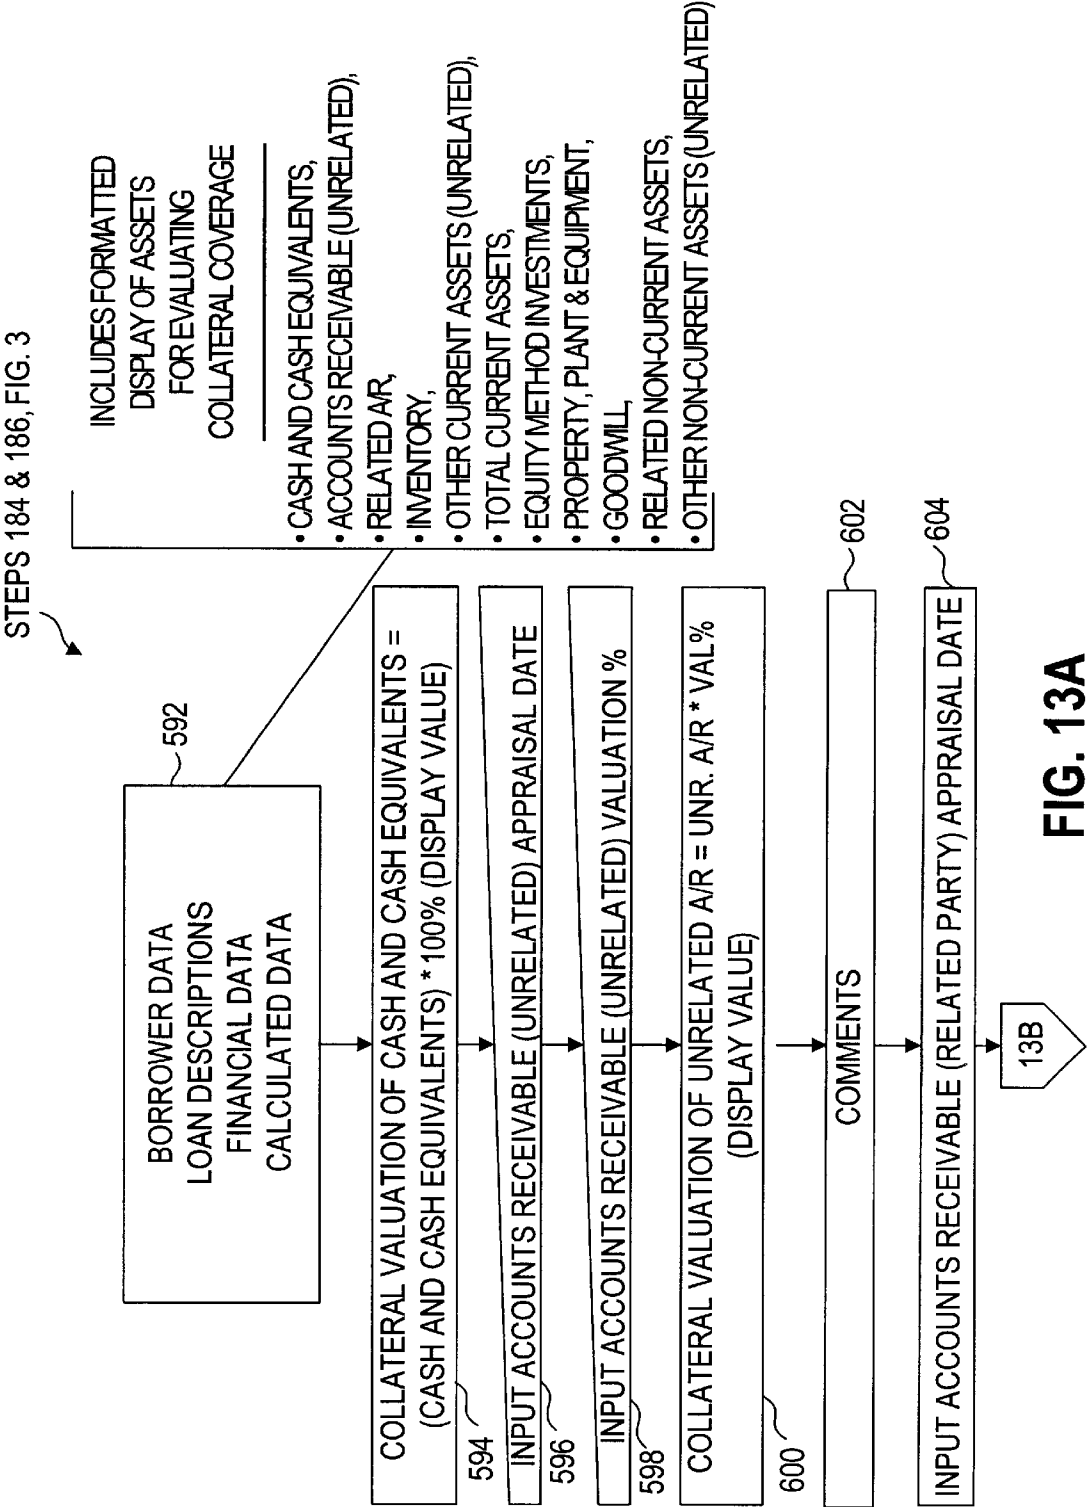 STEPS 184 & 186, FIG. 3
592
BORROWER DATA
LOAN DESCRIPTIONS
FINANCIAL DATA
CALCULATED DATA
INCLUDES FORMATTED
DISPLAY OF ASSETS
FOR EVALUATING
COLLATERAL COVERAGE
• CASH AND CASH EQUIVALENTS,
• ACCOUNTS RECEIVABLE (UNRELATED),
• RELATED A/R,
• INVENTORY,
• OTHER CURRENT ASSETS (UNRELATED),
• TOTAL CURRENT ASSETS,
• EQUITY METHOD INVESTMENTS,
• PROPERTY, PLANT & EQUIPMENT,
• GOODWILL,
• RELATED NON-CURRENT ASSETS,
• OTHER NON-CURRENT ASSETS (UNRELATED)
COLLATERAL VALUATION OF CASH AND CASH EQUIVALENTS =
(CASH AND CASH EQUIVALENTS) *100% (DISPLAY VALUE)
594
INPUT ACCOUNTS RECEIVABLE (UNRELATED) APPRAISAL DATE
596
INPUT ACCOUNTS RECEIVABLE (UNRELATED) VALUATION %
598
COLLATERAL VALUATION OF UNRELATED A/R = UNR. A/R * VAL%
(DISPLAY VALUE)
600
COMMENTS
602
INPUT ACCOUNTS RECEIVABLE (RELATED PARTY) APPRAISAL DATE
604
13B
FIG. 13A